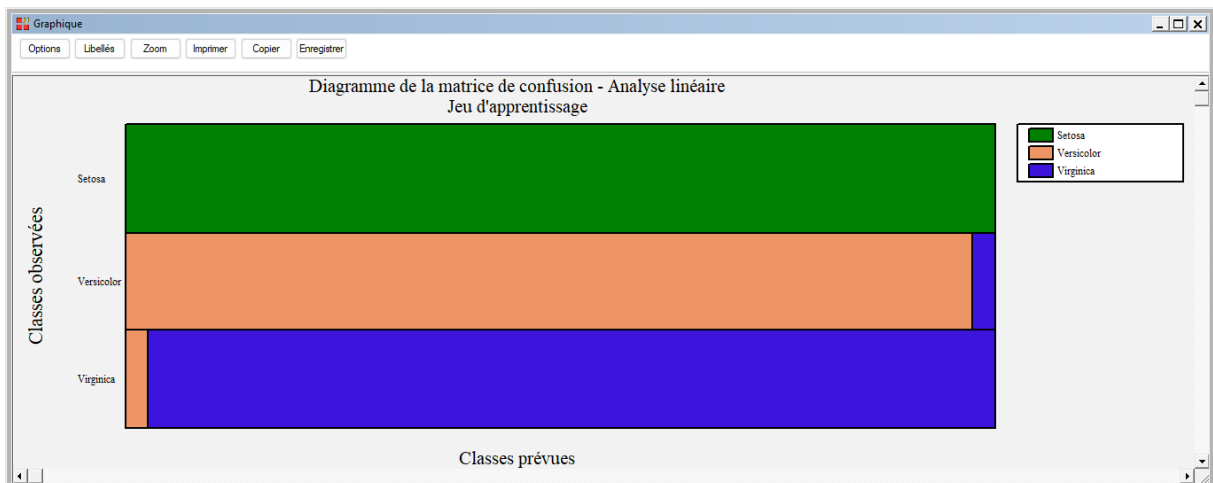 Graphique
Options Libellés Zoom Imprimer Copier Enregistrer
Diagramme de la matrice de confusion - Analyse linéaire
Jeu d'apprentissage
Classes observées
Setosa
Versicolor
Virginica
Setosa
Versicolor
Virginica
Classes prévues